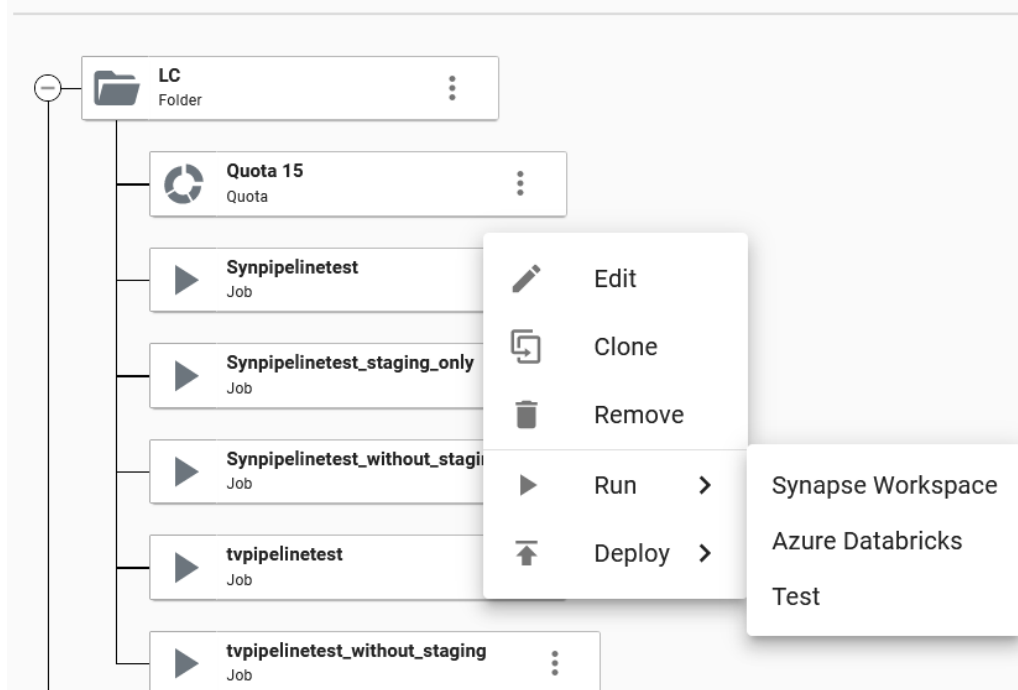 LC
Folder
Quota 15
Quota
Synpipelinetest
Job
Synpipelinetest_staging_only
Job
Job
tvpipelinetest
Job
tvpipelinetest_without_staging
Job
Edit
Clone
Remove
Run
Deploy
Synapse Workspace
Azure Databricks
Test